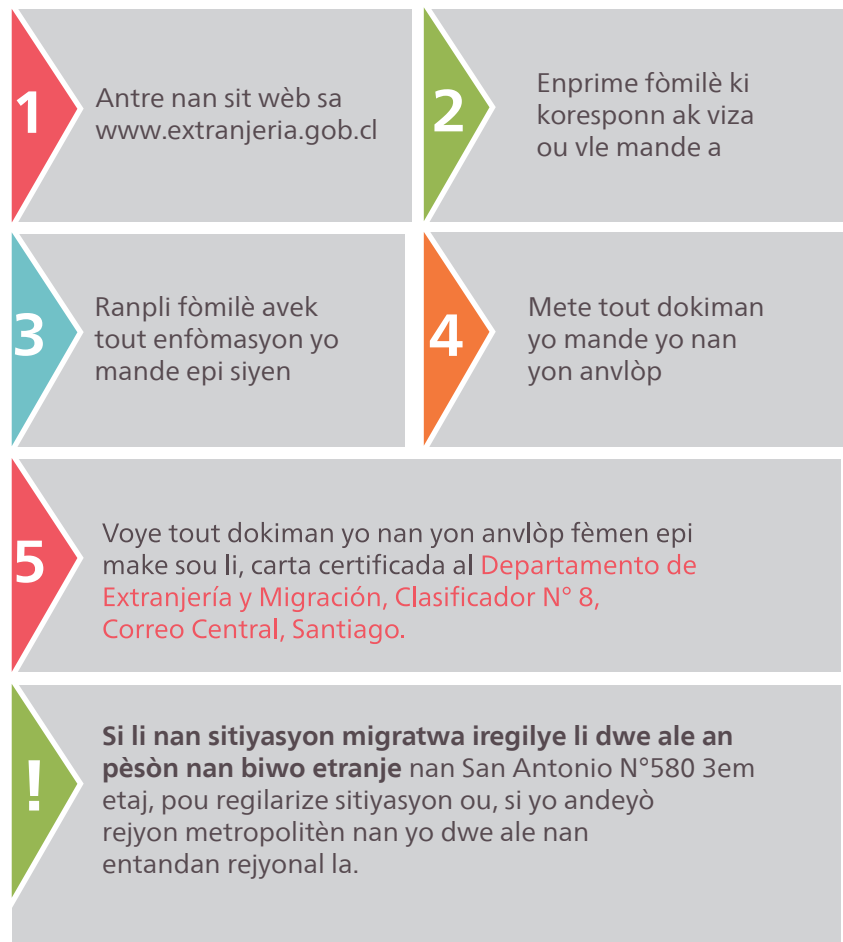 1
Antre nan sit wèb sa
www.extranjeria.gob.cl
2
Enprime fòmilè ki
koresponn ak viza
ou vle mande a
3
Ranpli fòmilè avek
tout enfòmasyon yo
mande epi siyen
4
Mete tout dokiman
yo mande yo nan
yon anvlòp
5
Voye tout dokiman yo nan yon anvlòp fèmen epi
make sou li, carta certificada al Departamento de
Extranjería y Migración, Clasificador N° 8,
Correo Central, Santiago.
!
Si li nan sitiyasyon migratwa iregilye li dwe ale an
pèsòn nan biwo etranje nan San Antonio N°580 3em
etaj, pou regilarize sitiyasyon ou, si yo andeyò
rejyon metropolitèn nan yo dwe ale nan
entandan rejyonal la.